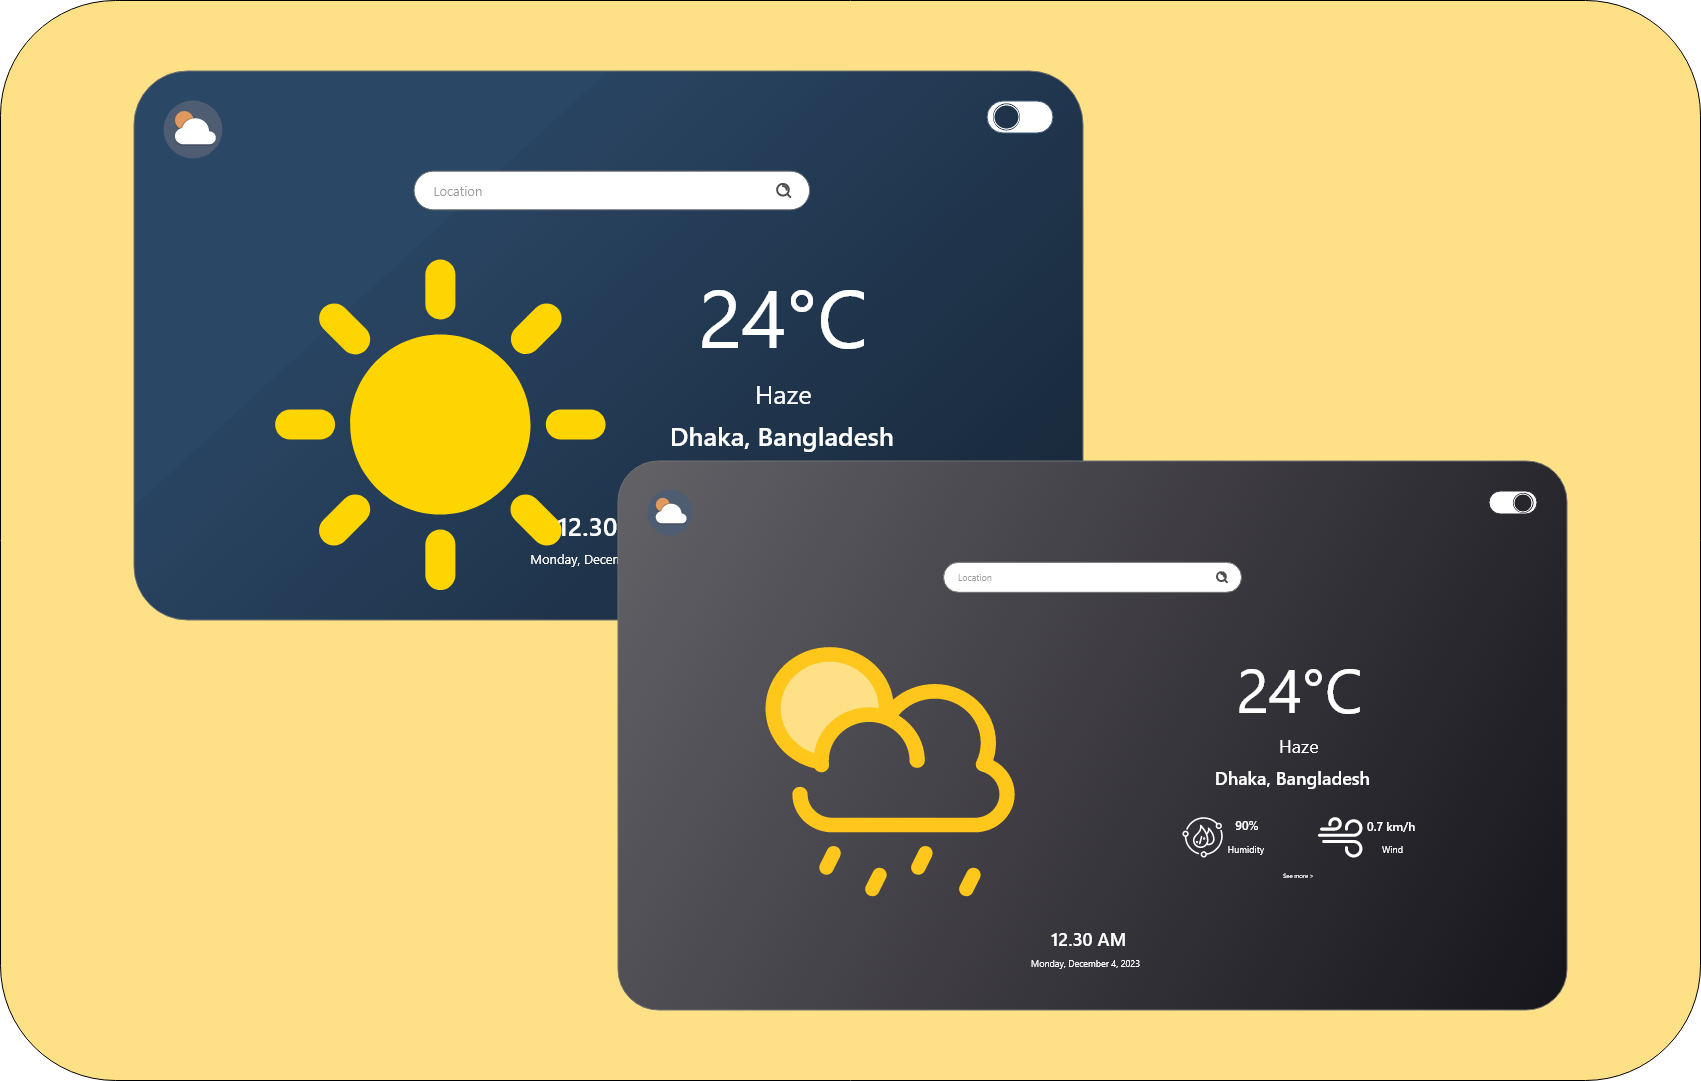 Location
24°C
Haze
Dhaka, Bangladesh
12.30
Monday, Decem
Location
24°C
Haze
Dhaka, Bangladesh
90%
Humidity
0.7 km/h
Wind
See more >
12.30 AM
Monday, December 4, 2023